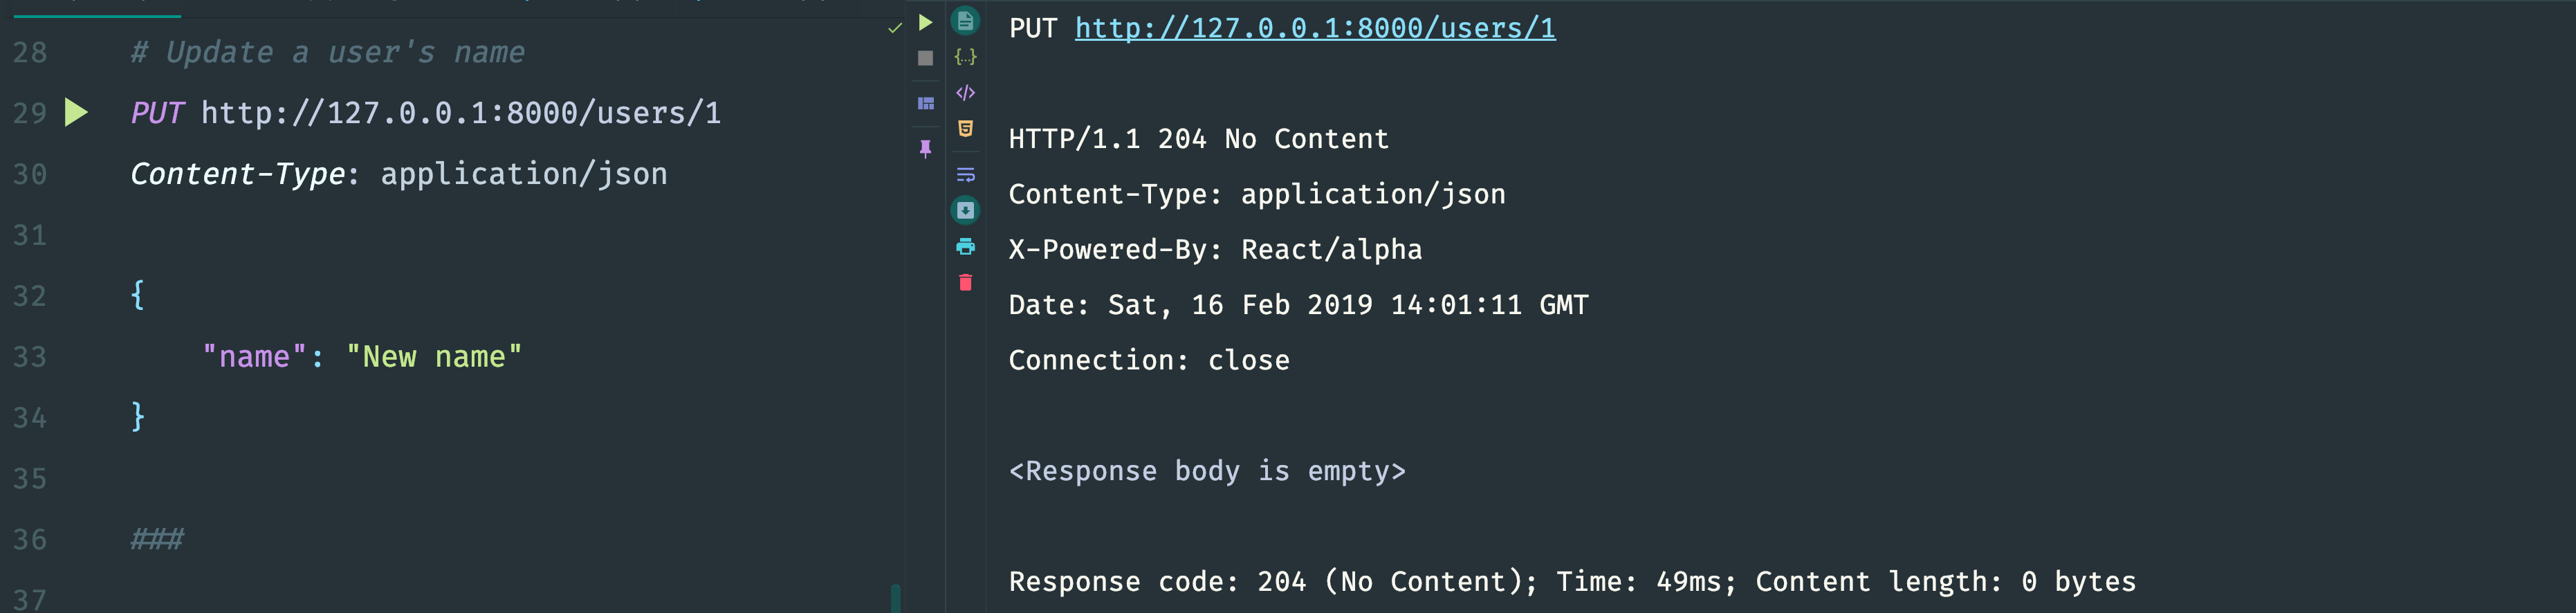 28 # Update a user's name
29 PUT http://127.0.0.1:8000/users/1
30 Content-Type: application/json
31
32 {
33 "name": "New name"
34 }
35
36 ###
37
PUT http://127.0.0.1:8000/users/1
HTTP/1.1 204 No Content
Content-Type: application/json
X-Powered-By: React/alpha
Date: Sat, 16 Feb 2019 14:01:11 GMT
Connection: close
<Response body is empty>
Response code: 204 (No Content); Time: 49ms; Content length: 0 bytes